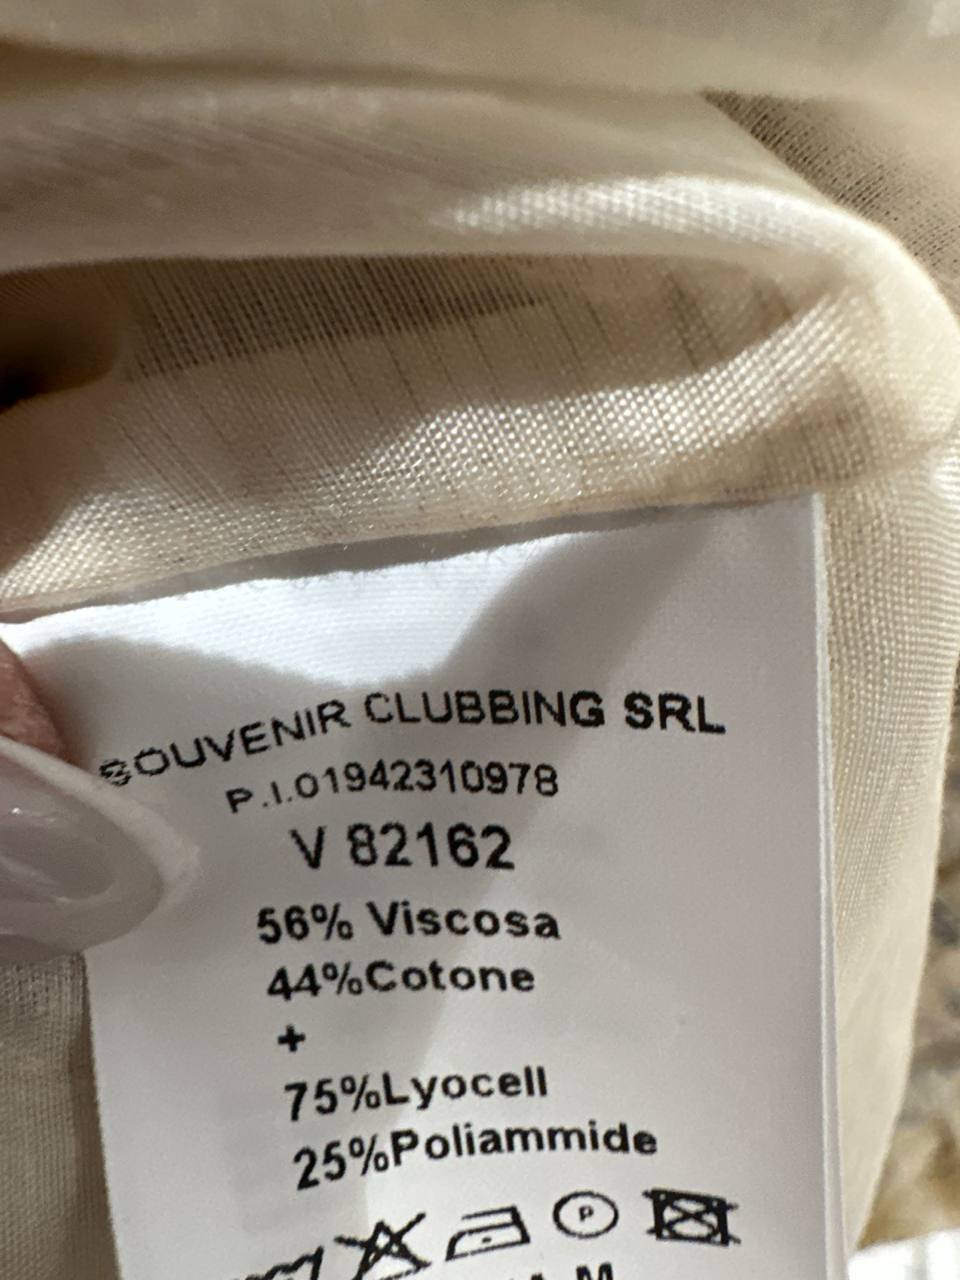 SOUVENIR CLUBBING SRL
P.I.01942310978
V 82162
56% Viscosa
44%Cotone
+
75%Lyocell
25%Poliammide
P